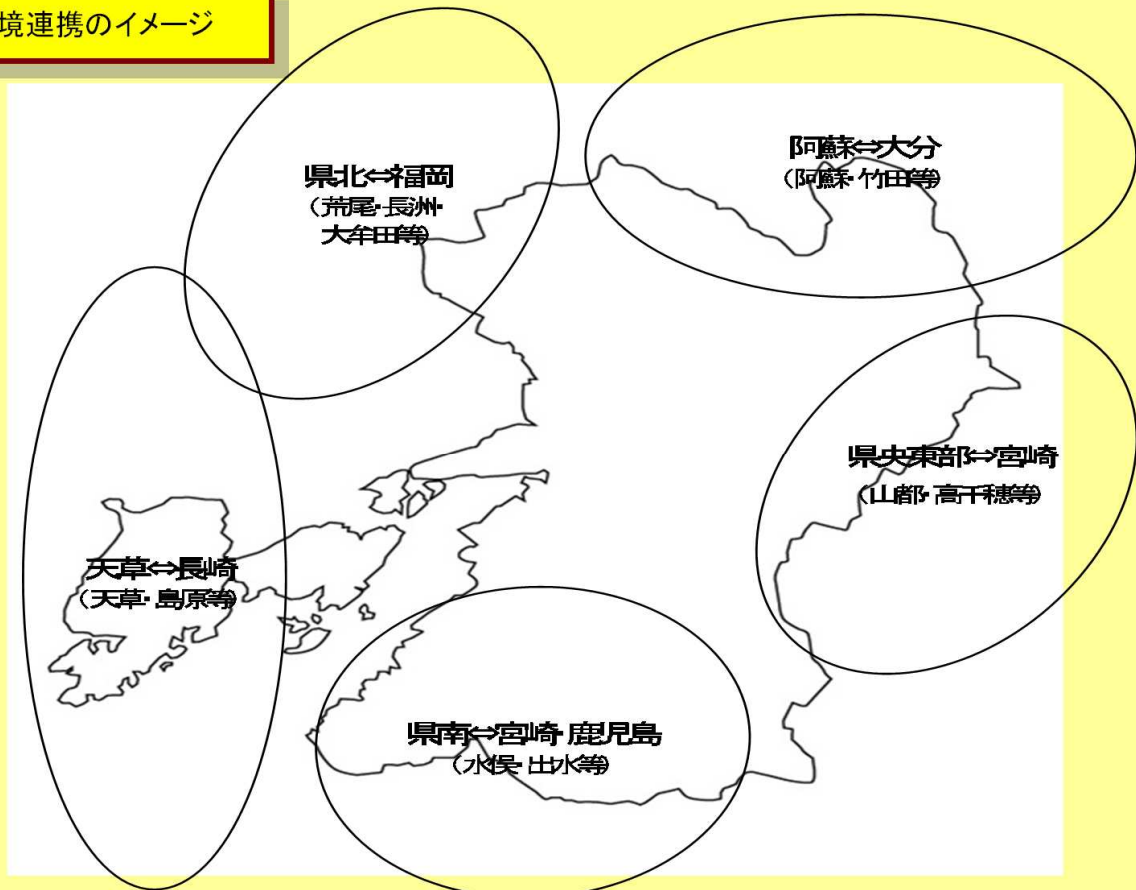 境連携のイメージ
県北⇔福岡
（荒尾・長洲・
大牟田等）
阿蘇⇔大分
（阿蘇・竹田等）
県央東部⇔宮崎
（山都・高千穂等）
天草⇔長崎
（天草・島原等）
県南⇔宮崎・鹿児島
（水俣・出水等）